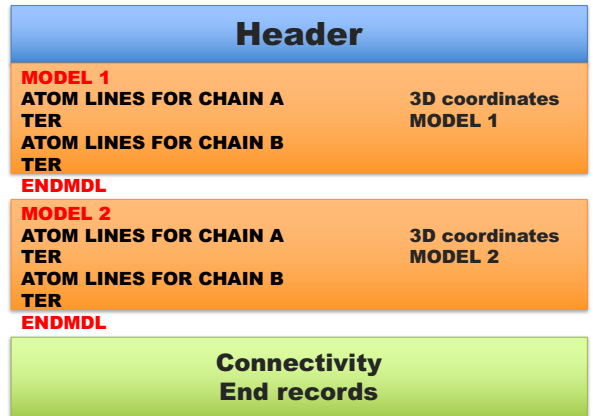 Header
MODEL 1
ATOM LINES FOR CHAIN A
TER
ATOM LINES FOR CHAIN B
TER
ENDMDL
3D coordinates
MODEL 1
MODEL 2
ATOM LINES FOR CHAIN A
TER
ATOM LINES FOR CHAIN B
TER
ENDMDL
3D coordinates
MODEL 2
Connectivity
End records